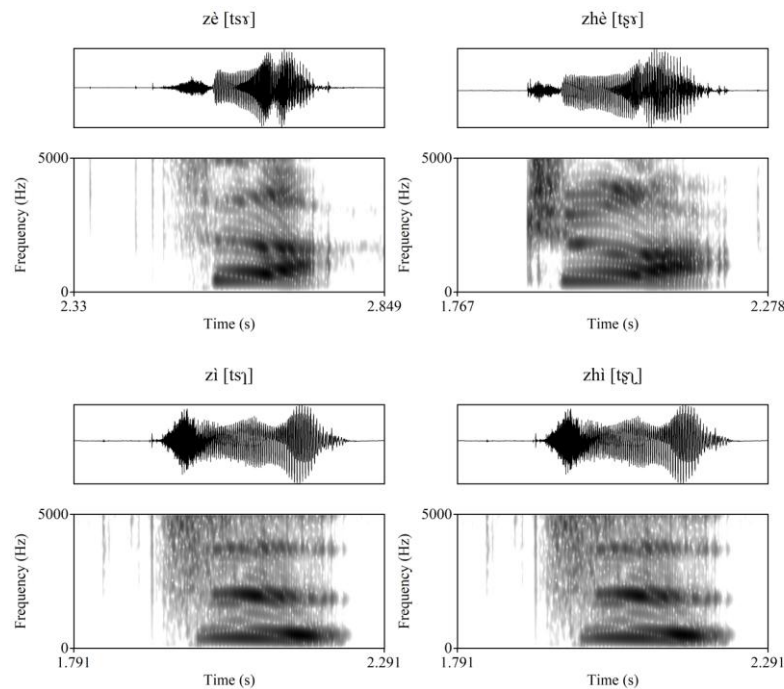 zè [tsɤ]
zhè [tʂɤ]
5000
Frequency (Hz)
0
2.33
2.849
Time (s)
5000
Frequency (Hz)
0
1.767
2.278
Time (s)
zì [tsɿ]
zhì [tʂʅ]
5000
Frequency (Hz)
0
1.791
2.291
Time (s)
5000
Frequency (Hz)
0
1.791
2.291
Time (s)